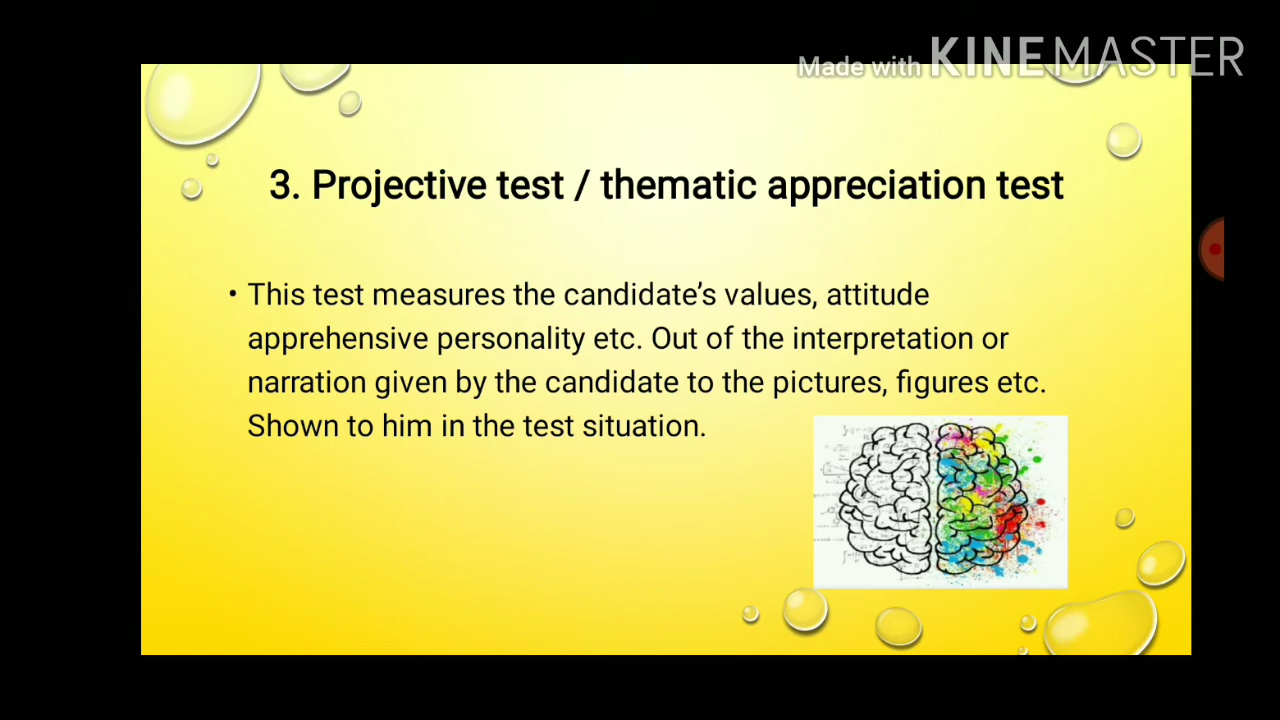 Made with KINEMASTER
3. Projective test / thematic appreciation test
• This test measures the candidate’s values, attitude
apprehensive personality etc. Out of the interpretation or
narration given by the candidate to the pictures, figures etc.
Shown to him in the test situation.